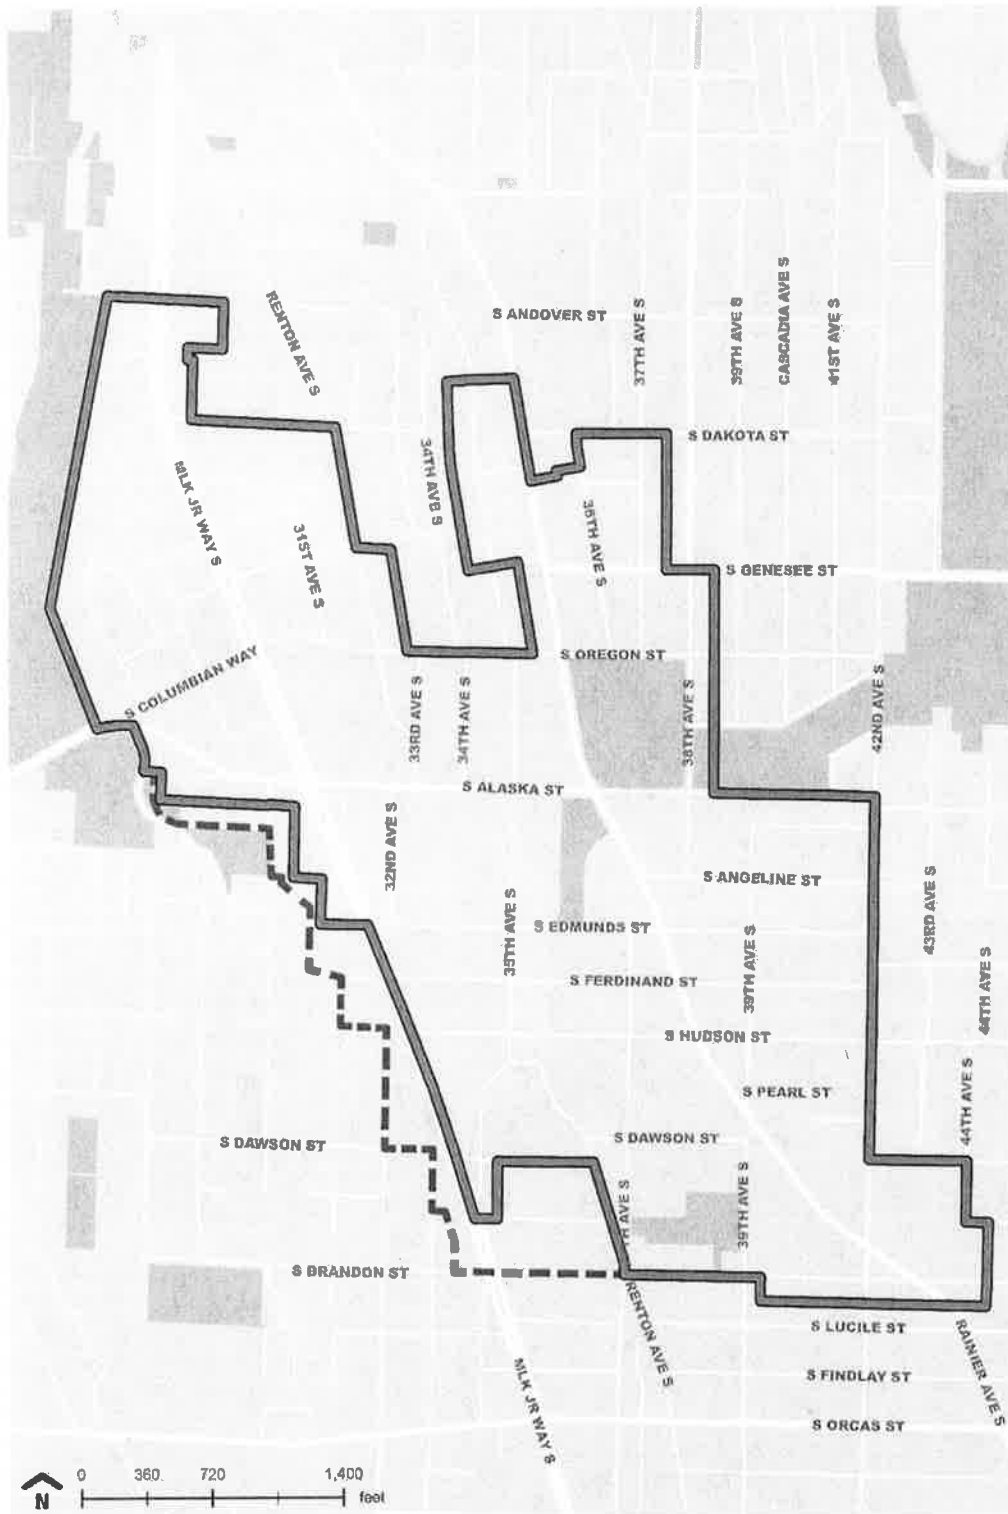 RENTON AVE S
S ANDOVER ST
37TH AVE S
39TH AVE S
CASCADIA AVE S
41ST AVE S
S DAKOTA ST
34TH AVE S
MLK JR WAY S
31ST AVE S
36TH AVE S
S GENESEE ST
S OREGON ST
S COLUMBIAN WAY
33RD AVE S
34TH AVE S
38TH AVE S
42ND AVE S
S ALASKA ST
32ND AVE S
S ANGELINE ST
35TH AVE S
S EDMUNDS ST
43RD AVE S
39TH AVE S
S FERDINAND ST
44TH AVE S
S HUDSON ST
S PEARL ST
44TH AVE S
S DAWSON ST
S DAWSON ST
TH AVE S
39TH AVE S
S BRANDON ST
RENTON AVE S
S LUCILE ST
RAINIER AVE S
S FINDLAY ST
MLK JR WAY S
S ORCAS ST
N
0 360 720 1,400
feet